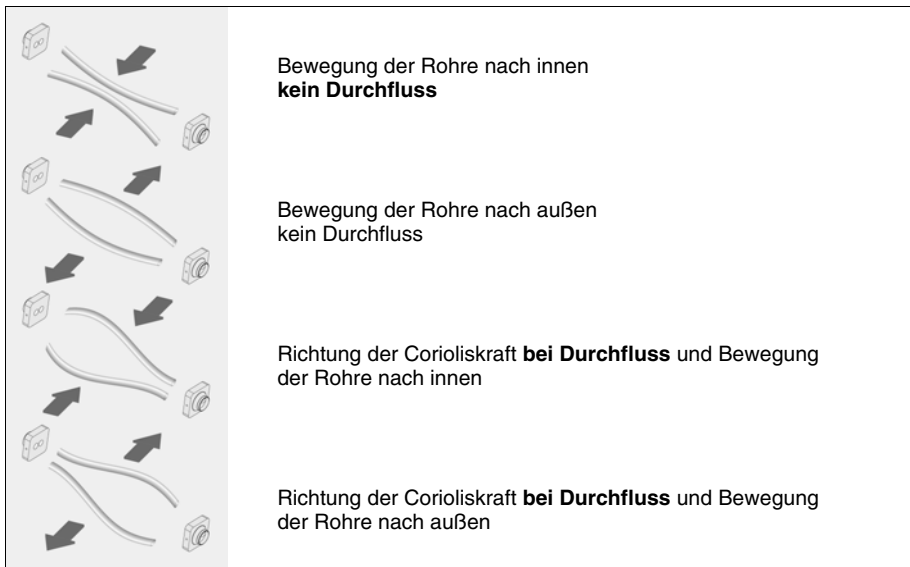 Bewegung der Rohre nach innen
kein Durchfluss
Bewegung der Rohre nach außen
kein Durchfluss
Richtung der Corioliskraft bei Durchfluss und Bewegung
der Rohre nach innen
Richtung der Corioliskraft bei Durchfluss und Bewegung
der Rohre nach außen